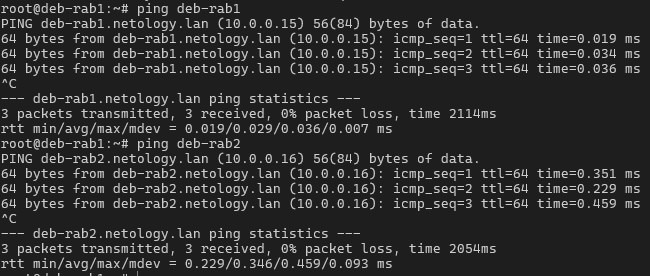 root@deb-rab1:~# ping deb-rab1
PING deb-rab1.netology.lan (10.0.0.15) 56(84) bytes of data.
64 bytes from deb-rab1.netology.lan (10.0.0.15): icmp_seq=1 ttl=64 time=0.019 ms
64 bytes from deb-rab1.netology.lan (10.0.0.15): icmp_seq=2 ttl=64 time=0.034 ms
64 bytes from deb-rab1.netology.lan (10.0.0.15): icmp_seq=3 ttl=64 time=0.036 ms
^C
--- deb-rab1.netology.lan ping statistics ---
3 packets transmitted, 3 received, 0% packet loss, time 2114ms
rtt min/avg/max/mdev = 0.019/0.029/0.036/0.007 ms
root@deb-rab1:~# ping deb-rab2
PING deb-rab2.netology.lan (10.0.0.16) 56(84) bytes of data.
64 bytes from deb-rab2.netology.lan (10.0.0.16): icmp_seq=1 ttl=64 time=0.351 ms
64 bytes from deb-rab2.netology.lan (10.0.0.16): icmp_seq=2 ttl=64 time=0.229 ms
64 bytes from deb-rab2.netology.lan (10.0.0.16): icmp_seq=3 ttl=64 time=0.459 ms
^C
--- deb-rab2.netology.lan ping statistics ---
3 packets transmitted, 3 received, 0% packet loss, time 2054ms
rtt min/avg/max/mdev = 0.229/0.346/0.459/0.093 ms